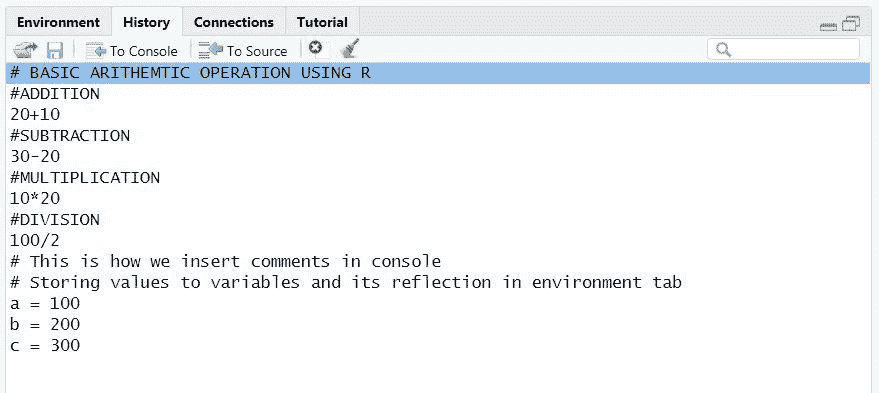 Environment History Connections Tutorial
To Console To Source
# BASIC ARITHEMTIC OPERATION USING R
#ADDITION
20+10
#SUBTRACTION
30-20
#MULTIPLICATION
10*20
#DIVISION
100/2
# This is how we insert comments in console
# Storing values to variables and its reflection in environment tab
a = 100
b = 200
c = 300